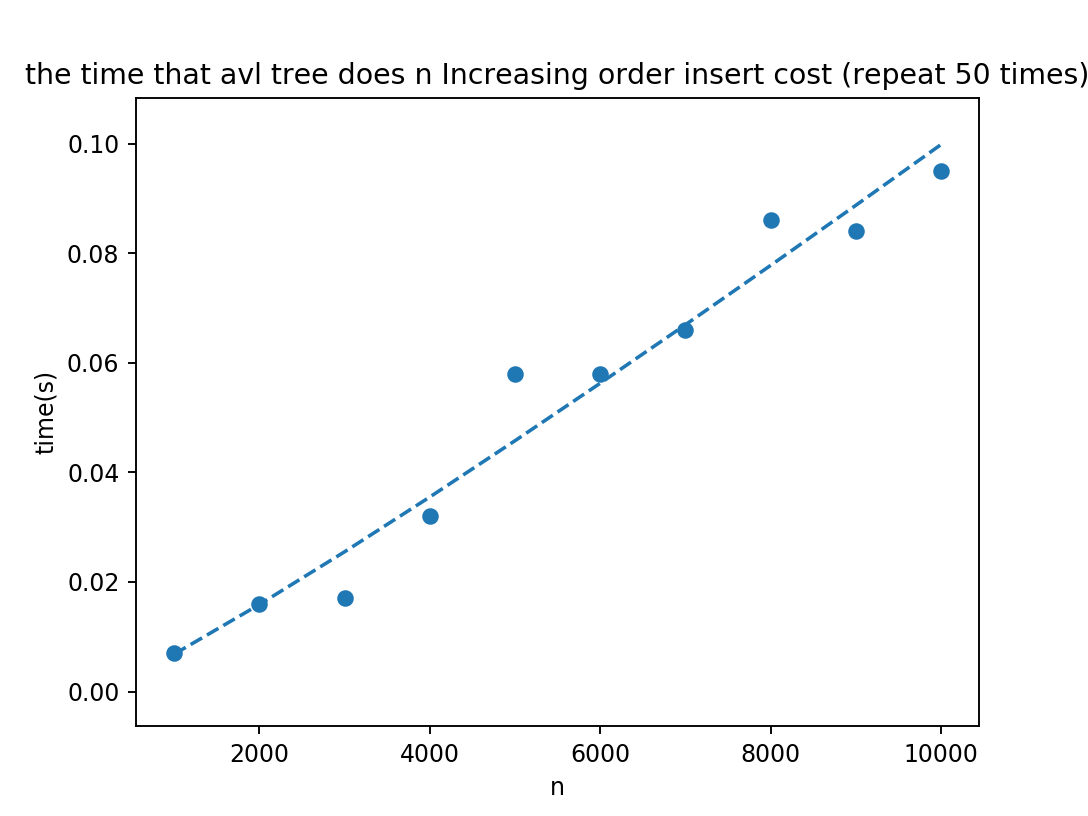 the time that avl tree does n Increasing order insert cost (repeat 50 times)
0.10
0.08
0.06
0.04
0.02
0.00
time(s)
2000 4000 6000 8000 10000
n